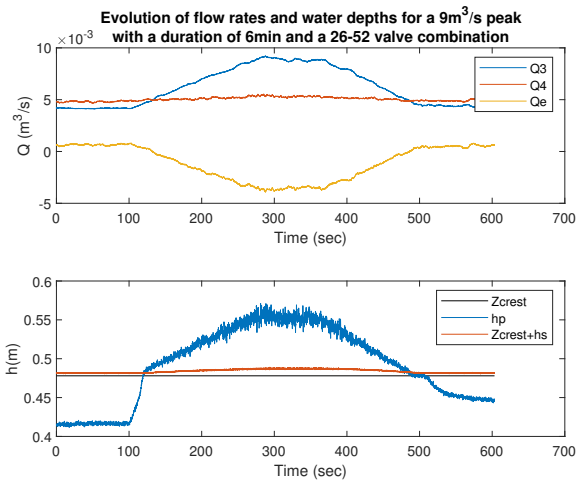 Evolution of flow rates and water depths for a 9m³/s peak
with a duration of 6min and a 26-52 valve combination
×10⁻³
10
5
0
-5
Q (m³/s)
Q3
Q4
Qe
0 100 200 300 400 500 600 700
Time (sec)
0.6
0.55
0.5
0.45
0.4
h(m)
Zcrest
hp
Zcrest+hs
0 100 200 300 400 500 600 700
Time (sec)